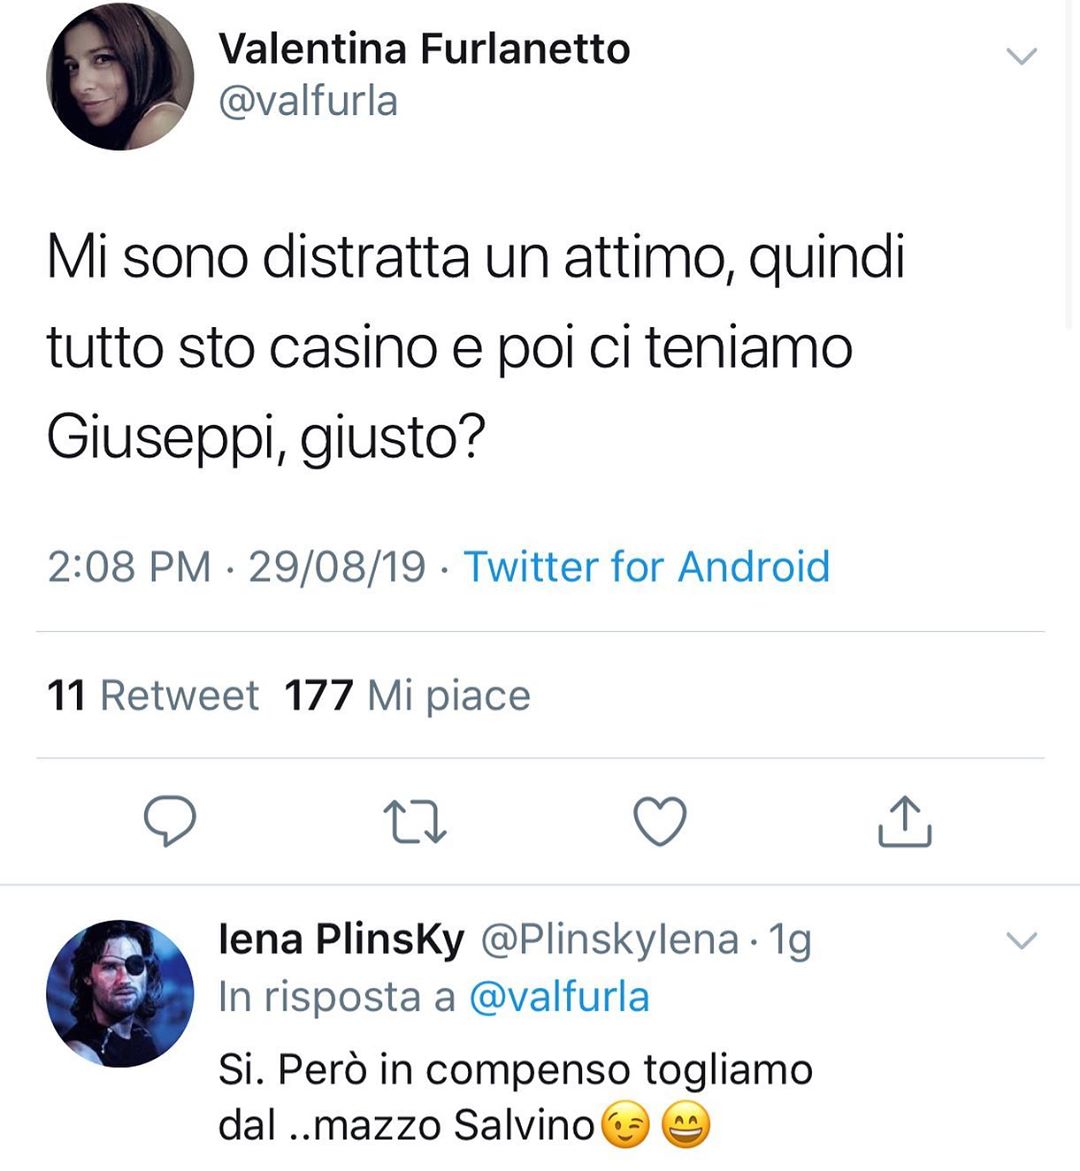 Valentina Furlanetto
@valfurla
Mi sono distratta un attimo, quindi
tutto sto casino e poi ci teniamo
Giuseppi, giusto?
2:08 PM · 29/08/19 · Twitter for Android
11 Retweet 177 Mi piace
Iena PlinsKy @PlinskyIena · 1g
In risposta a @valfurla
Si. Però in compenso togliamo
dal ..mazzo Salvino😉😄